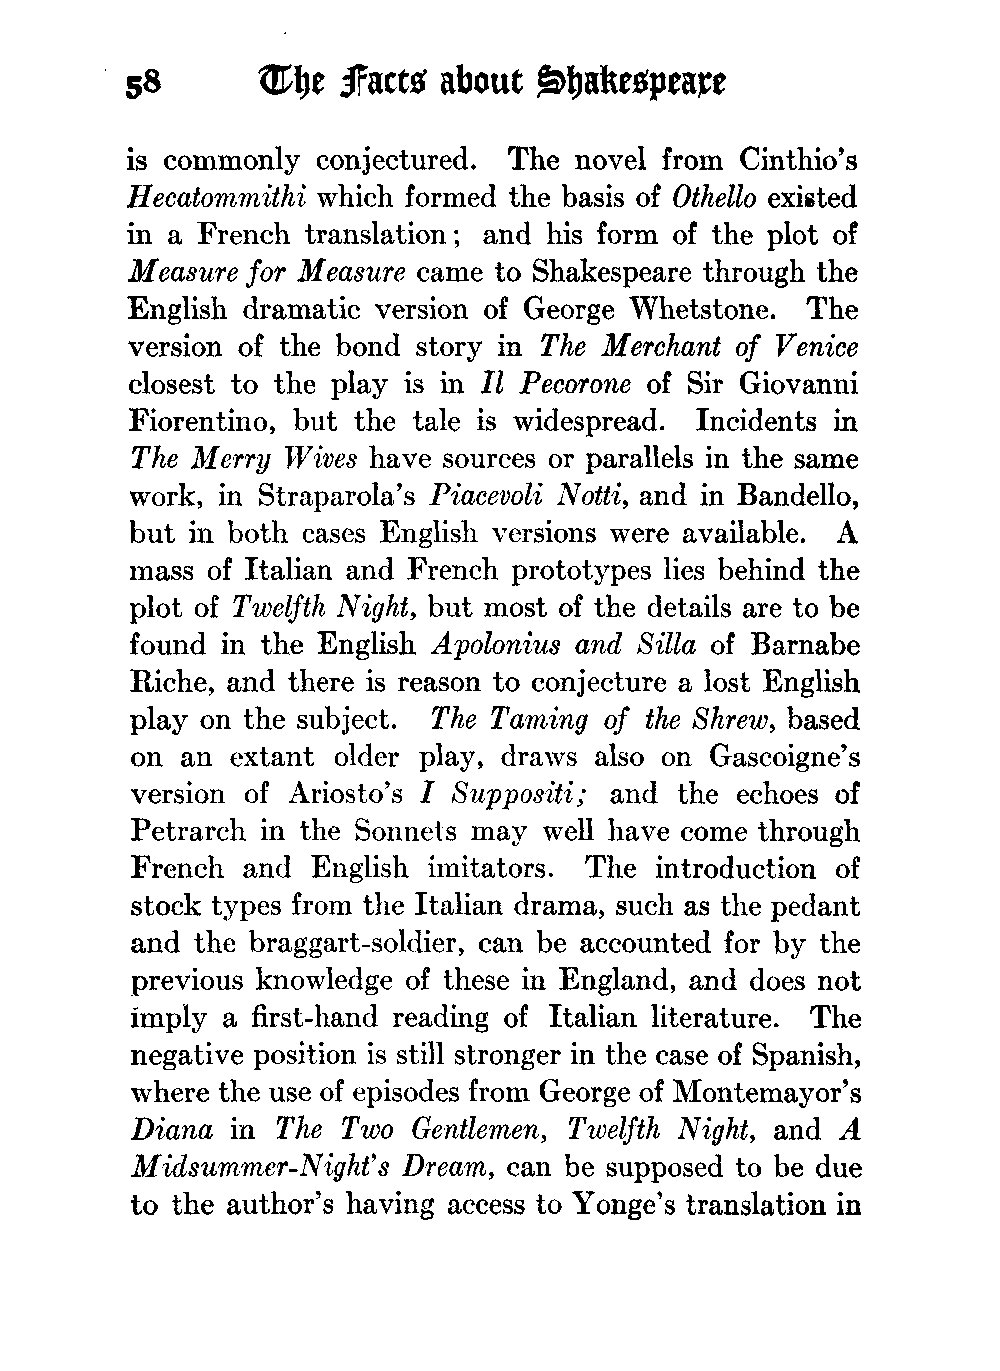 58 The Facts about Shakespeare
is commonly conjectured. The novel from Cinthio's
Hecatommithi which formed the basis of Othello existed
in a French translation; and his form of the plot of
Measure for Measure came to Shakespeare through the
English dramatic version of George Whetstone. The
version of the bond story in The Merchant of Venice
closest to the play is in Il Pecorone of Sir Giovanni
Fiorentino, but the tale is widespread. Incidents in
The Merry Wives have sources or parallels in the same
work, in Straparola's Piacevoli Notti, and in Bandello,
but in both cases English versions were available. A
mass of Italian and French prototypes lies behind the
plot of Twelfth Night, but most of the details are to be
found in the English Apolonius and Silla of Barnabe
Riche, and there is reason to conjecture a lost English
play on the subject. The Taming of the Shrew, based
on an extant older play, draws also on Gascoigne's
version of Ariosto's I Suppositi; and the echoes of
Petrarch in the Sonnets may well have come through
French and English imitators. The introduction of
stock types from the Italian drama, such as the pedant
and the braggart-soldier, can be accounted for by the
previous knowledge of these in England, and does not
imply a first-hand reading of Italian literature. The
negative position is still stronger in the case of Spanish,
where the use of episodes from George of Montemayor's
Diana in The Two Gentlemen, Twelfth Night, and A
Midsummer-Night's Dream, can be supposed to be due
to the author's having access to Yonge's translation in